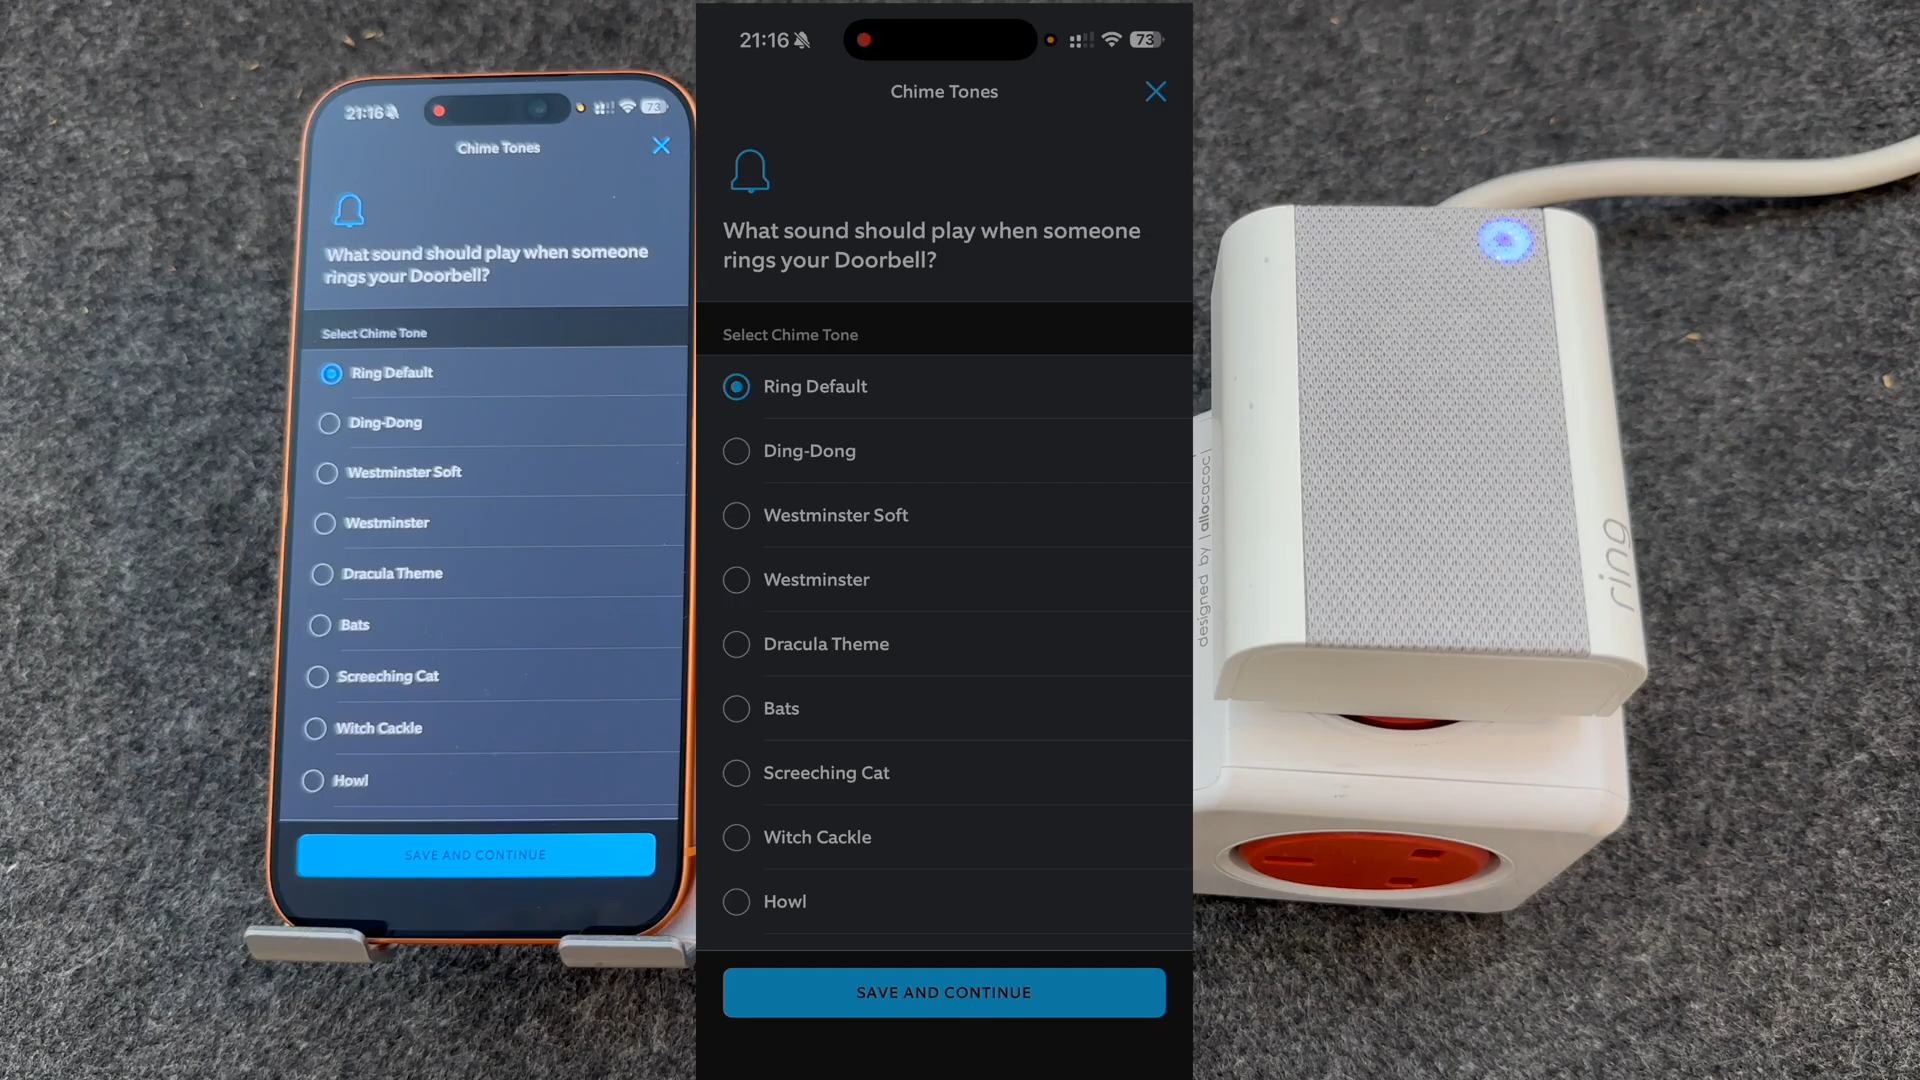 21:16
73
Chime Tones
What sound should play when someone
rings your Doorbell?
Select Chime Tone
Ring Default
Ding-Dong
Westminster Soft
Westminster
Dracula Theme
Bats
Screeching Cat
Witch Cackle
Howl
SAVE AND CONTINUE
21:16
73
Chime Tones
What sound should play when someone
rings your Doorbell?
Select Chime Tone
Ring Default
Ding-Dong
Westminster Soft
Westminster
Dracula Theme
Bats
Screeching Cat
Witch Cackle
Howl
SAVE AND CONTINUE
designed by |allocacoc|
ring